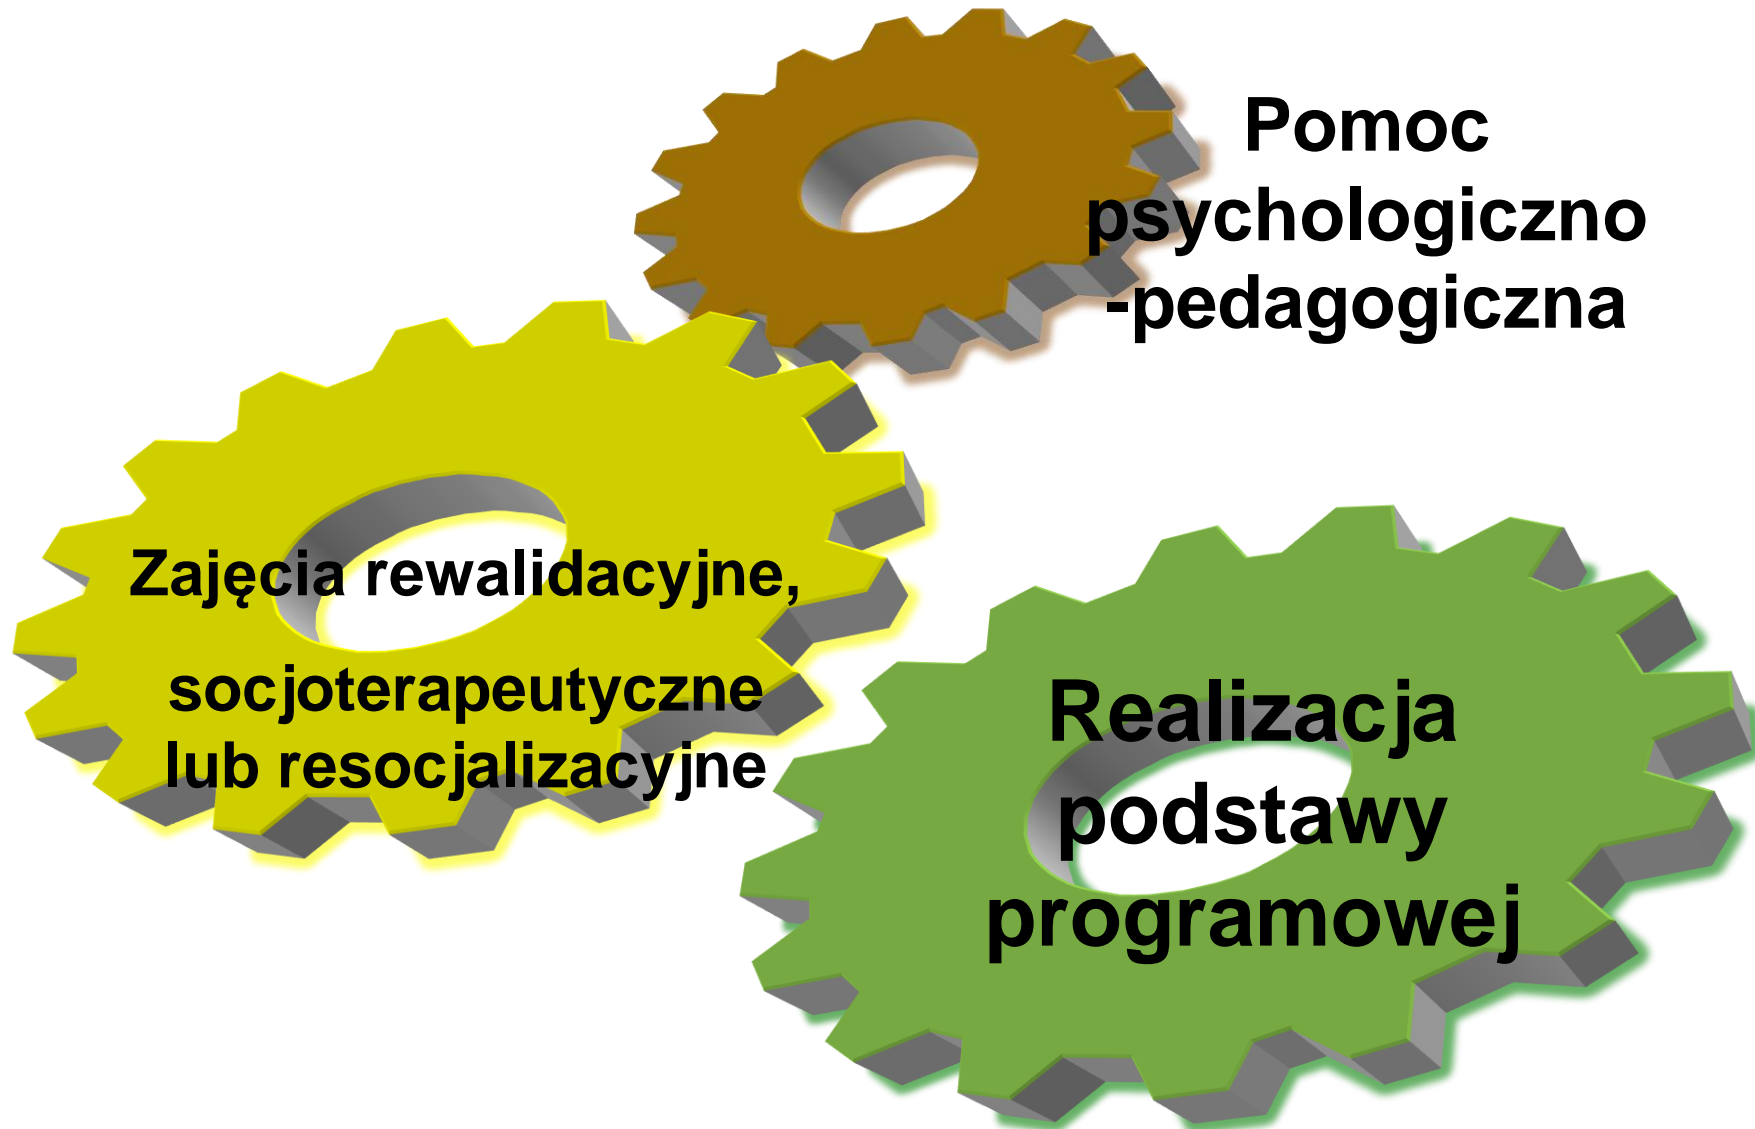 Pomoc
psychologiczno
-pedagogiczna
Zajęcia rewalidacyjne,
socjoterapeutyczne
lub resocjalizacyjne
Realizacja
podstawy
programowej